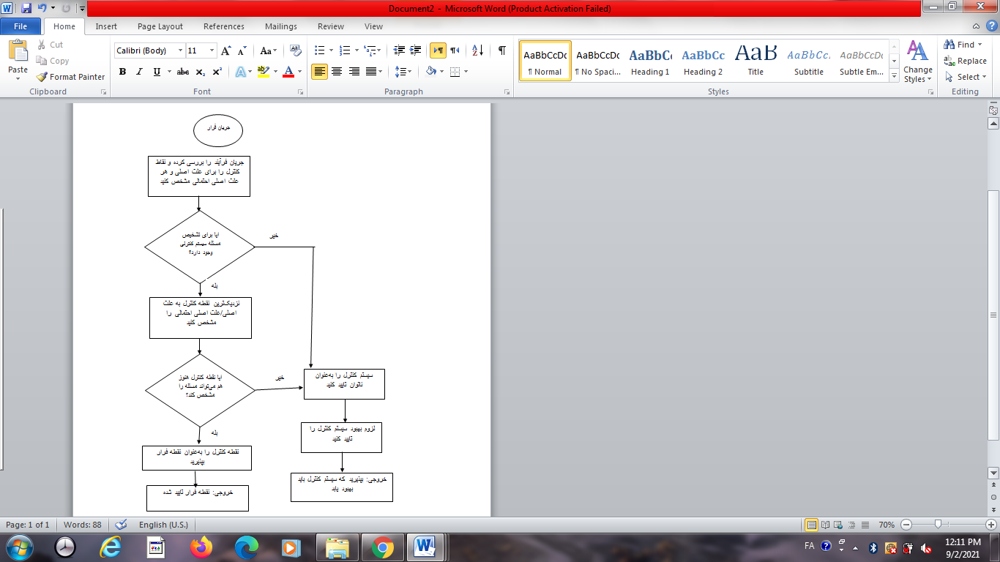 Document2 - Microsoft Word (Product Activation Failed)
File Home Insert Page Layout References Mailings Review View
Paste
Cut
Copy
Format Painter
Clipboard
Calibri (Body) 11
Font
Paragraph
AaBbCcDc AaBbCcDc AaBbCc AaBbCc AaB AaBbCc. AaBbCcDc
¶ Normal ¶ No Spaci... Heading 1 Heading 2 Title Subtitle Subtle Em...
Change
Styles
Styles
Find
Replace
Select
Editing
جریان فرار
جریان فرآیند را بررسی کرده و نقاط
کنترل را برای علت اصلی و هر
علت اصلی احتمالی مشخص کنید
ایا برای تشخیص
مسئله سیستم کنترلی
وجود دارد؟
خیر
بله
نزدیک‌ترین نقطه کنترل به علت
اصلی/علت اصلی احتمالی را
مشخص کنید
ایا نقطه کنترل هنوز
هم می‌تواند مسئله را
مشخص کند؟
خیر
بله
سیستم کنترل را به‌عنوان
ناتوان تایید کنید
لزوم بهبود سیستم کنترل را
تایید کنید
خروجی: بپذیرید که سیستم کنترل باید
بهبود یابد
نقطه کنترل را به‌عنوان نقطه فرار
بپذیرید
خروجی: نقطه فرار تایید شده
Page: 1 of 1 Words: 88 English (U.S.) 70%
FA
12:11 PM
9/2/2021